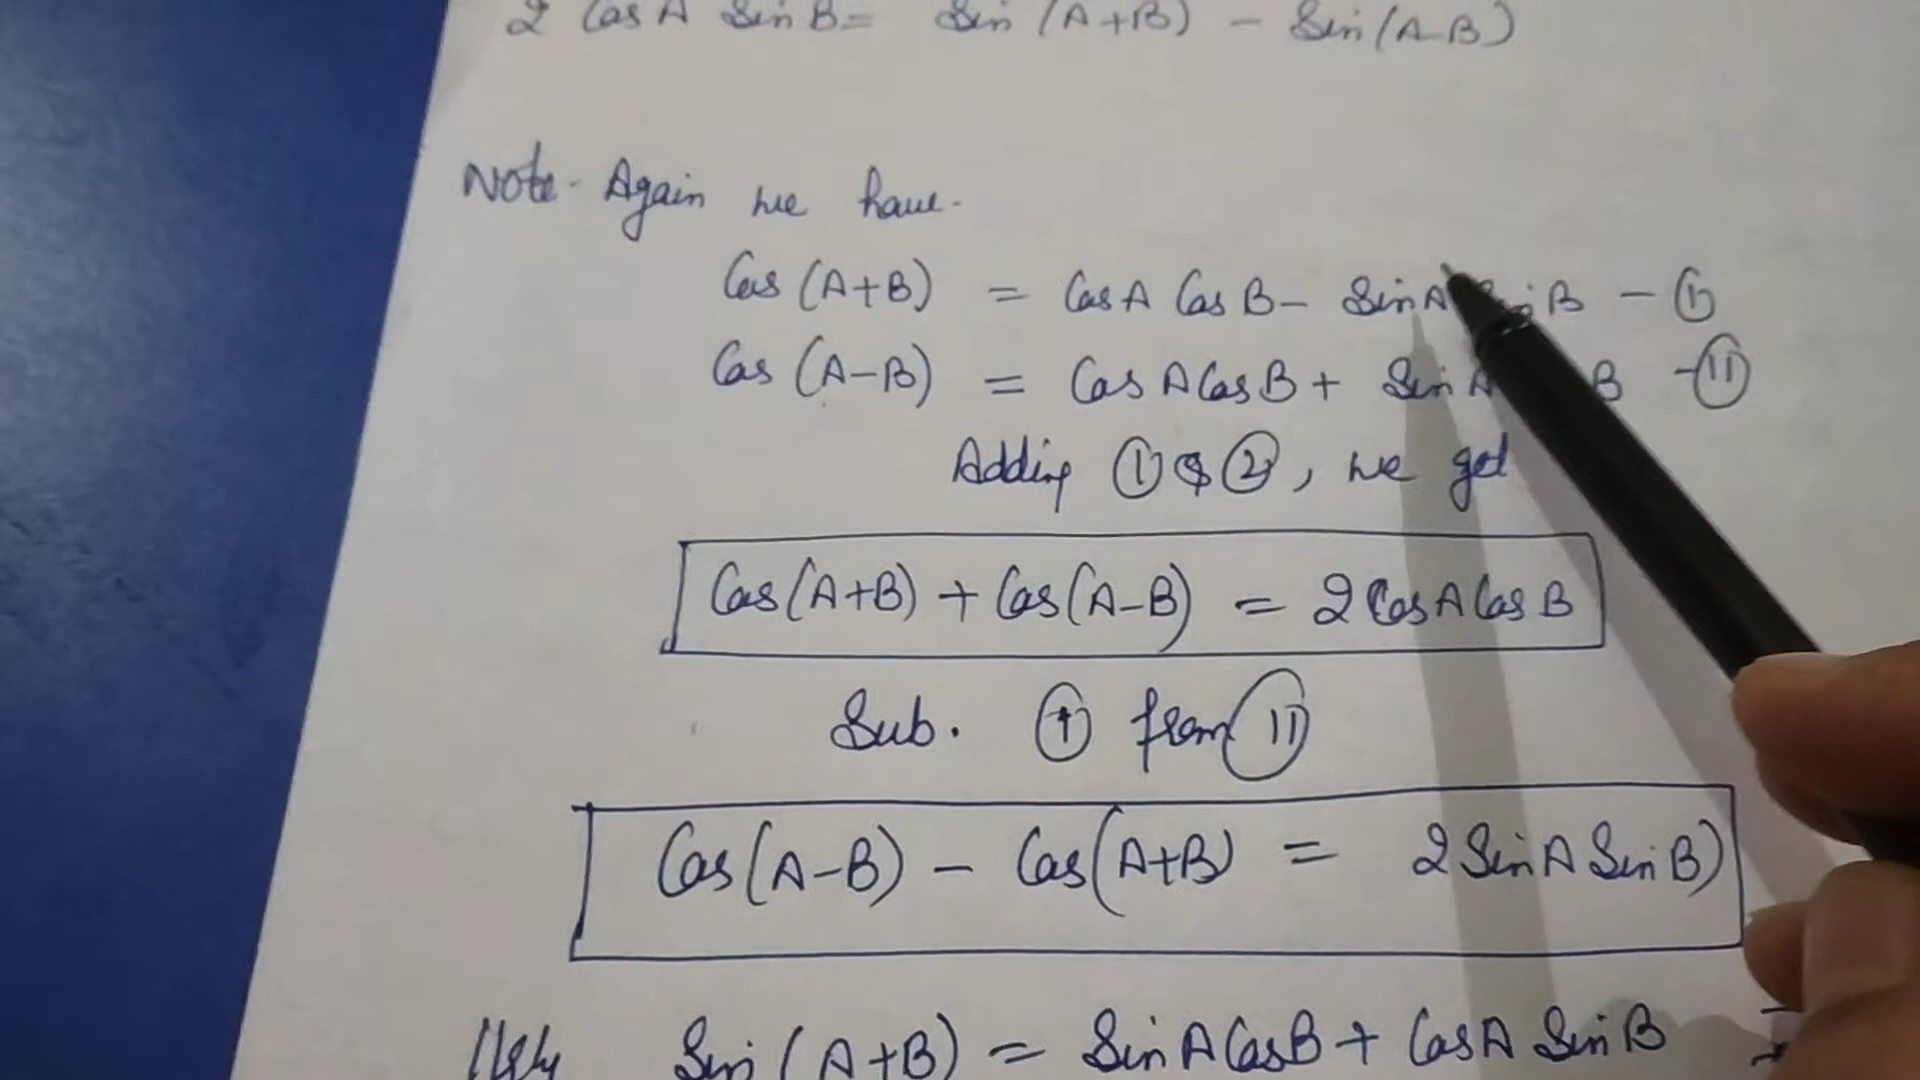 2 Cos A Sin B = Sin (A+B) - Sin (A-B)
Note - Again we have -
Cos (A+B) = Cos A Cos B - Sin A Sin B - (I)
Cos (A-B) = Cos A Cos B + Sin A B - (II)
Adding (1) & (2), we get
Cos (A+B) + Cos (A-B) = 2 Cos A Cos B
Sub. (1) from (II)
Cos (A-B) - Cos (A+B) = 2 Sin A Sin B)
Sin (A+B) = Sin A Cos B + Cos A Sin B